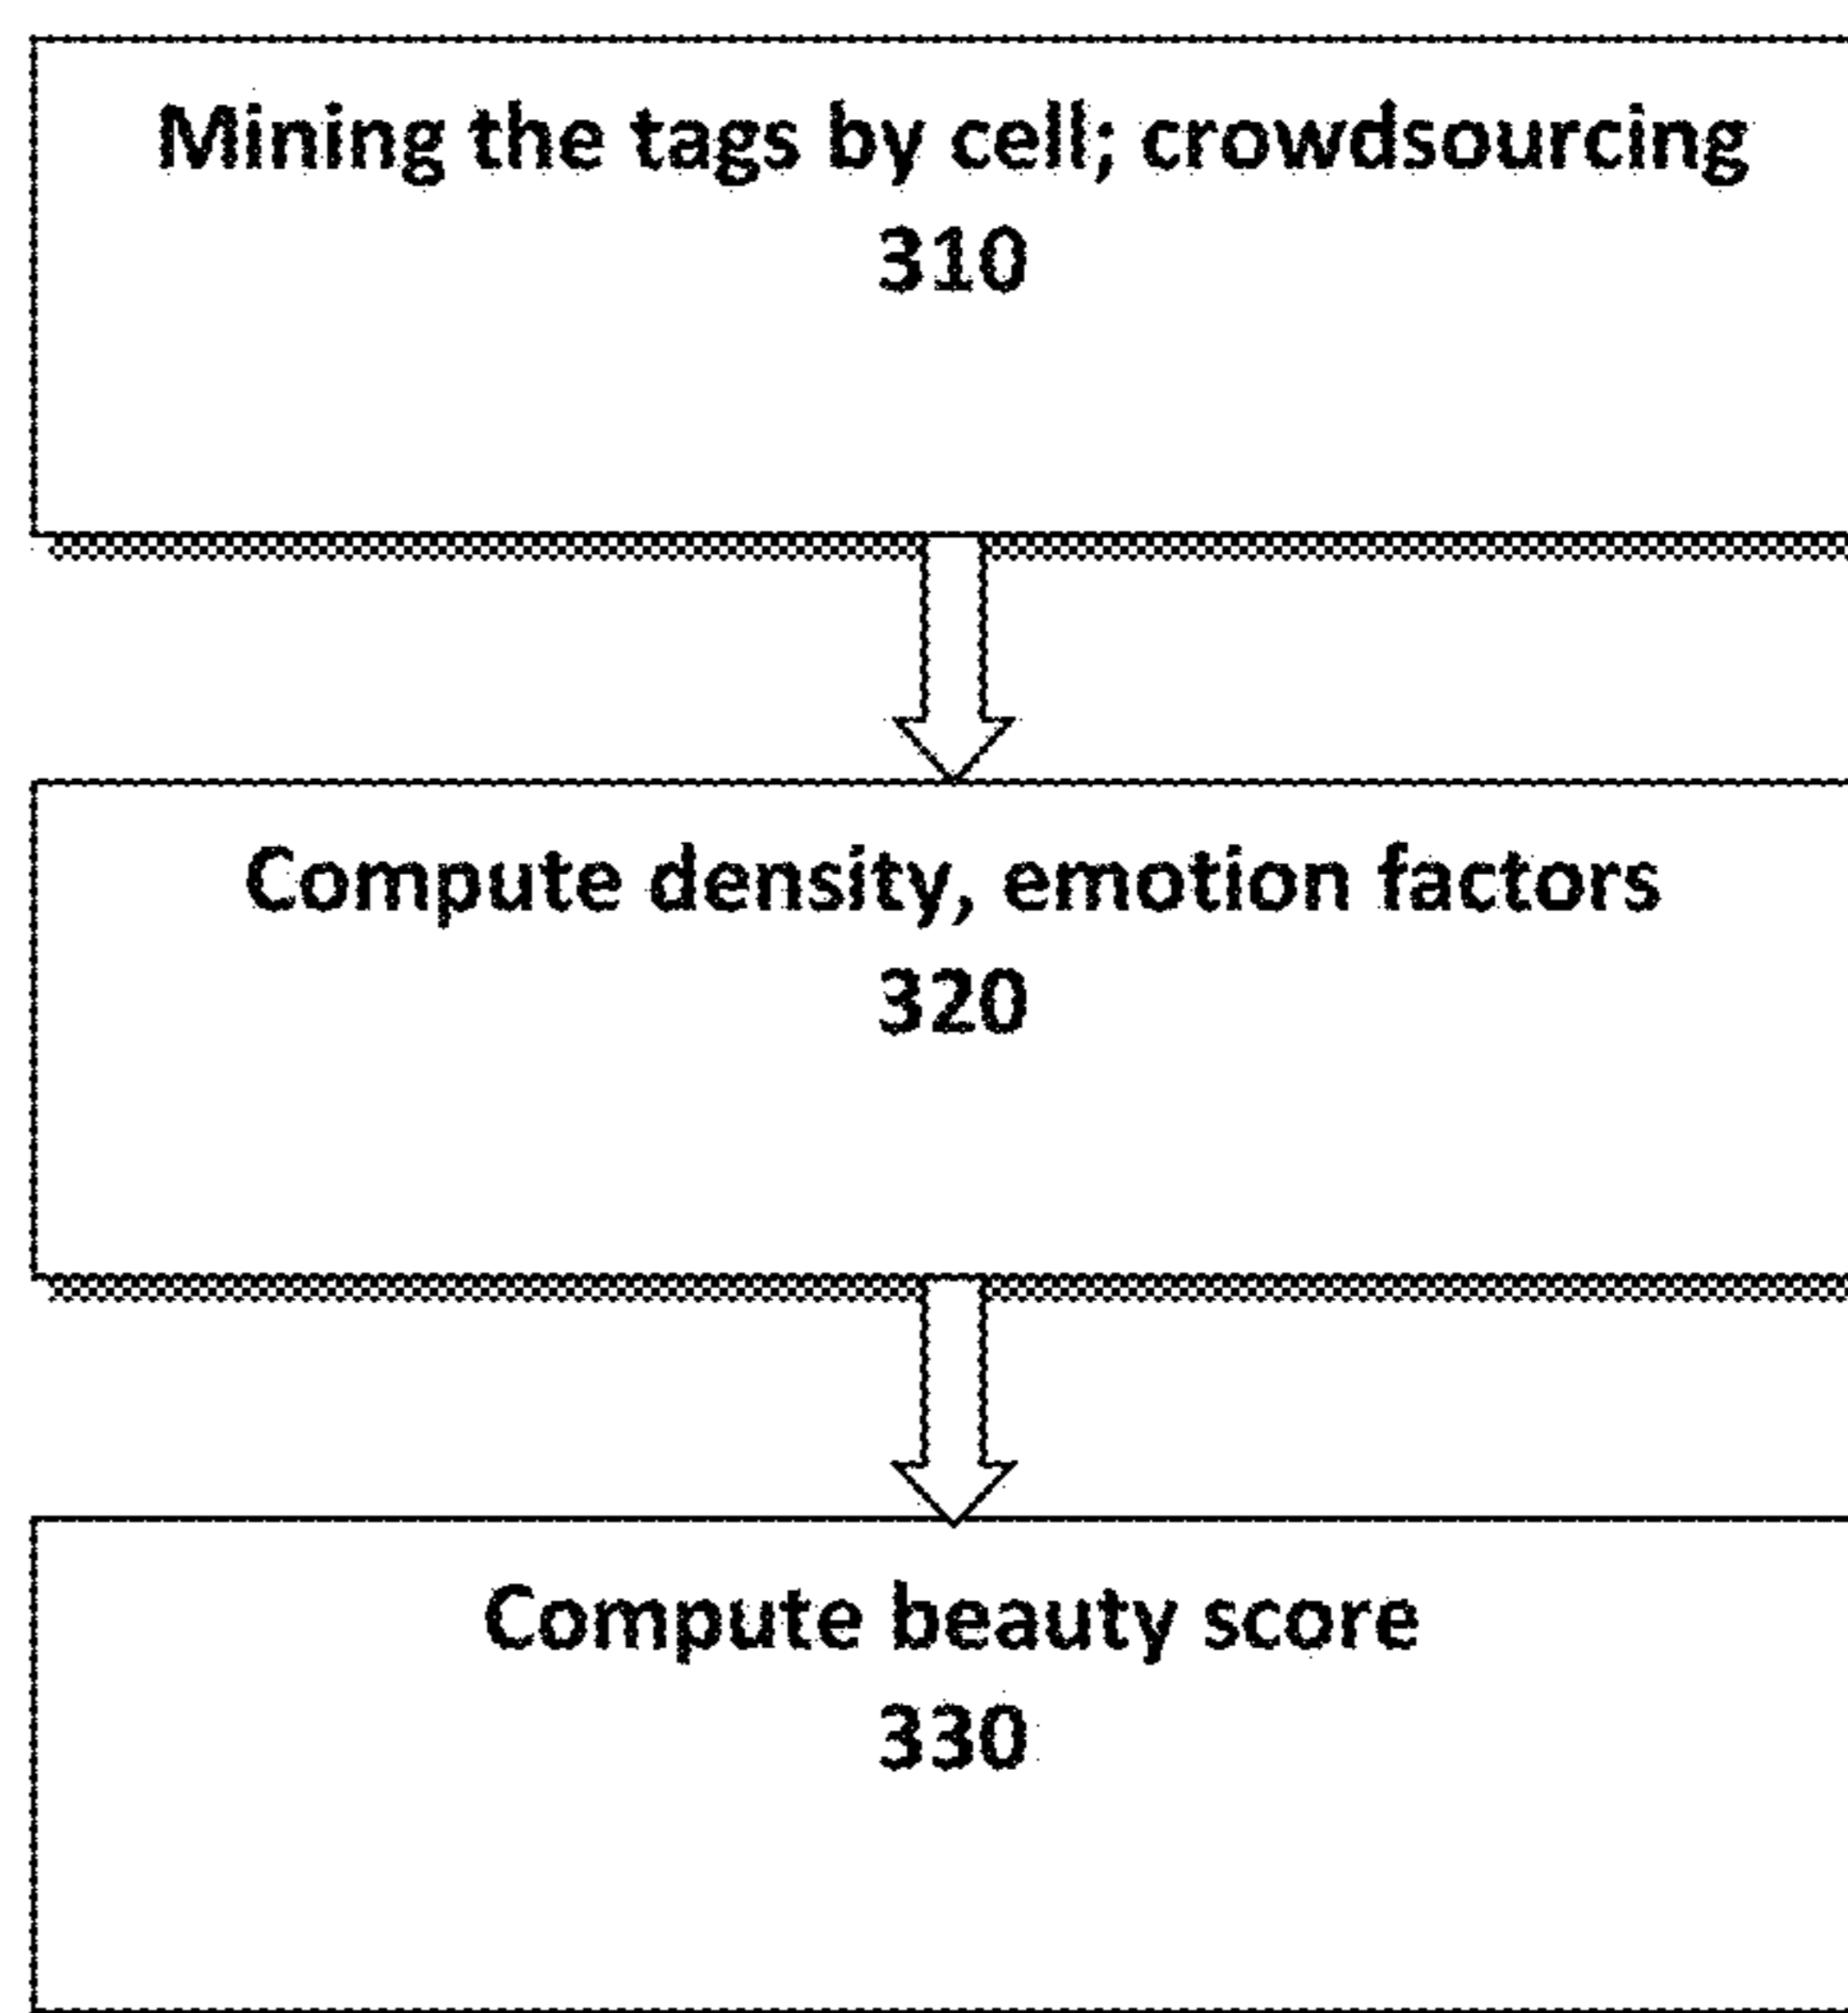 Mining the tags by cell; crowdsourcing
310
Compute density, emotion factors
320
Compute beauty score
330